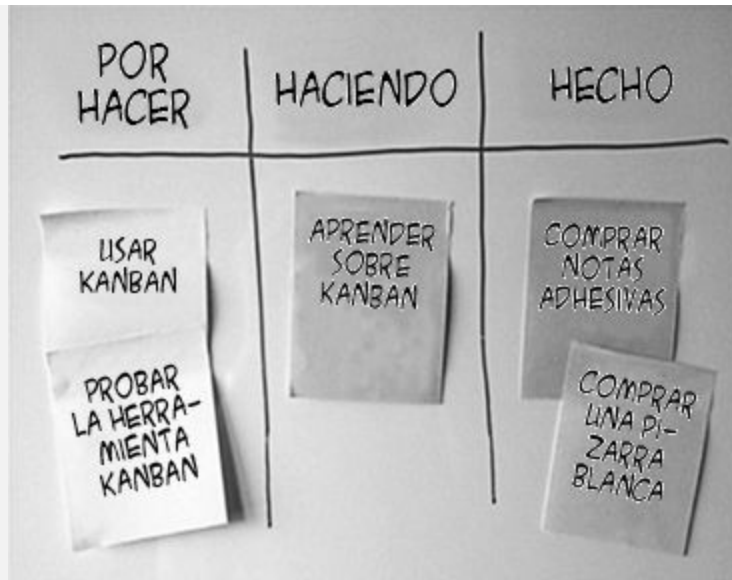 POR
HACER
HACIENDO
HECHO
USAR
KANBAN
PROBAR
LA HERRA-
MIENTA
KANBAN
APRENDER
SOBRE
KANBAN
COMPRAR
NOTAS
ADHESIVAS
COMPRAR
UNA PI-
ZARRA
BLANCA